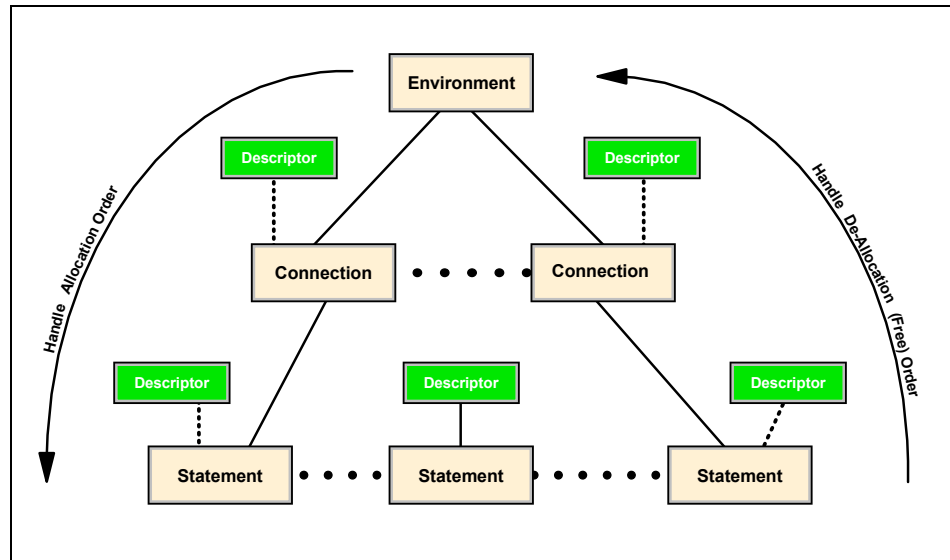 Environment
Descriptor
Descriptor
Handle Allocation Order
Handle De-Allocation (Free) Order
Connection
Connection
Descriptor
Descriptor
Descriptor
Statement
Statement
Statement